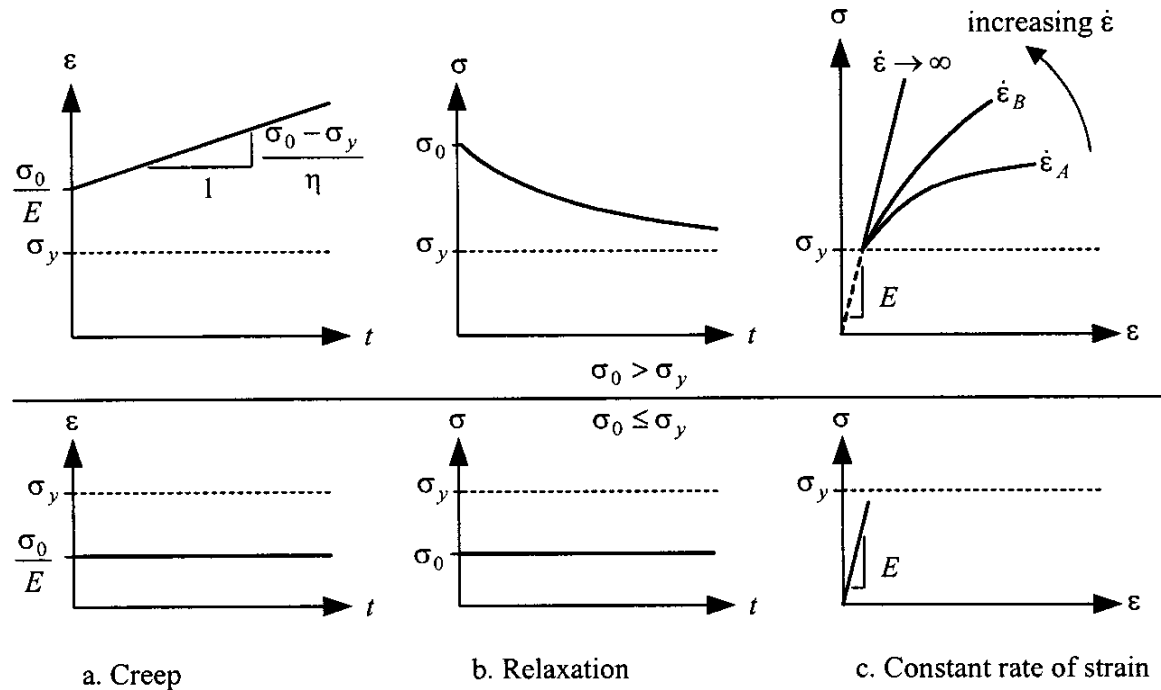 ε
σ₀/E
σ_y
(σ₀ − σ_y)/η
1
t
σ
σ₀
σ_y
t
σ
increasing ε̇
ε̇ → ∞
ε̇_B
ε̇_A
σ_y
E
ε
σ₀ > σ_y
σ₀ ≤ σ_y
ε
σ_y
σ₀/E
t
σ
σ_y
σ₀
t
σ
σ_y
E
ε
a. Creep
b. Relaxation
c. Constant rate of strain